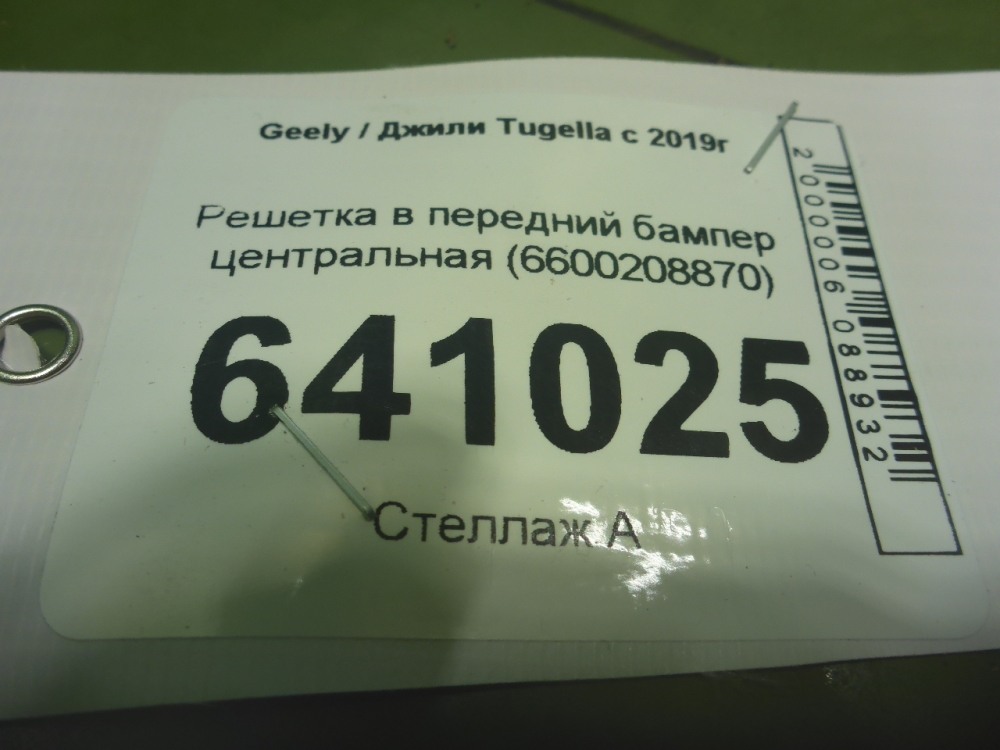 Geely / Джили Tugella с 2019г
Решетка в передний бампер
центральная (6600208870)
641025
Стеллаж А
2000006088932